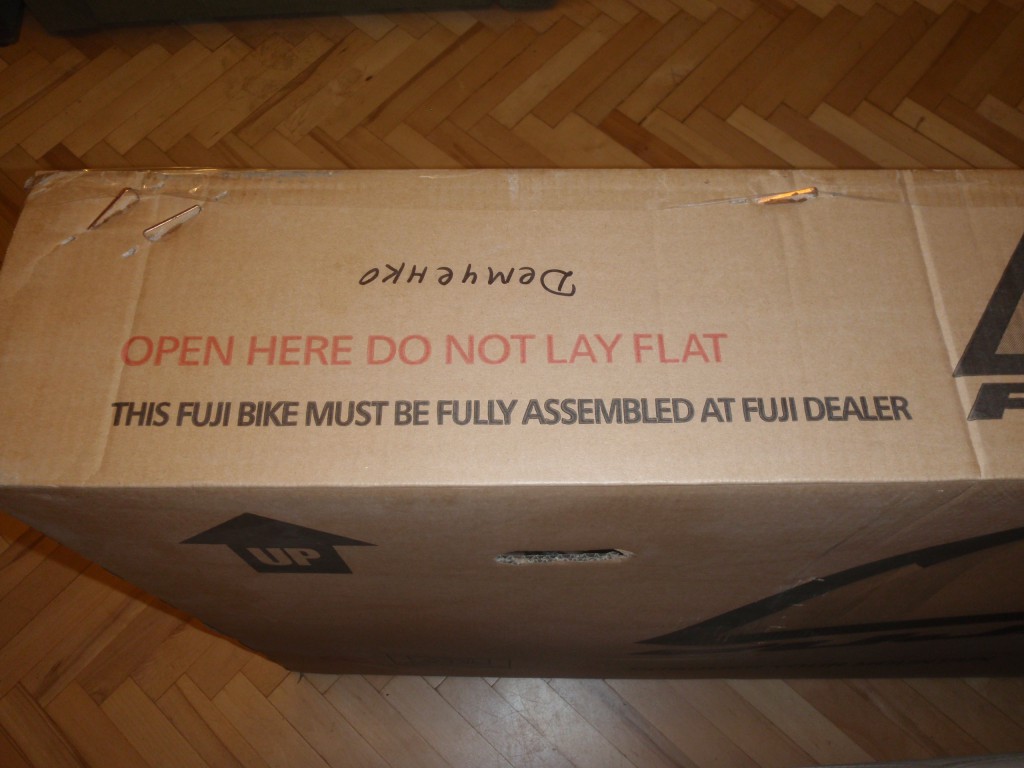 Демченко
OPEN HERE DO NOT LAY FLAT
THIS FUJI BIKE MUST BE FULLY ASSEMBLED AT FUJI DEALER
UP